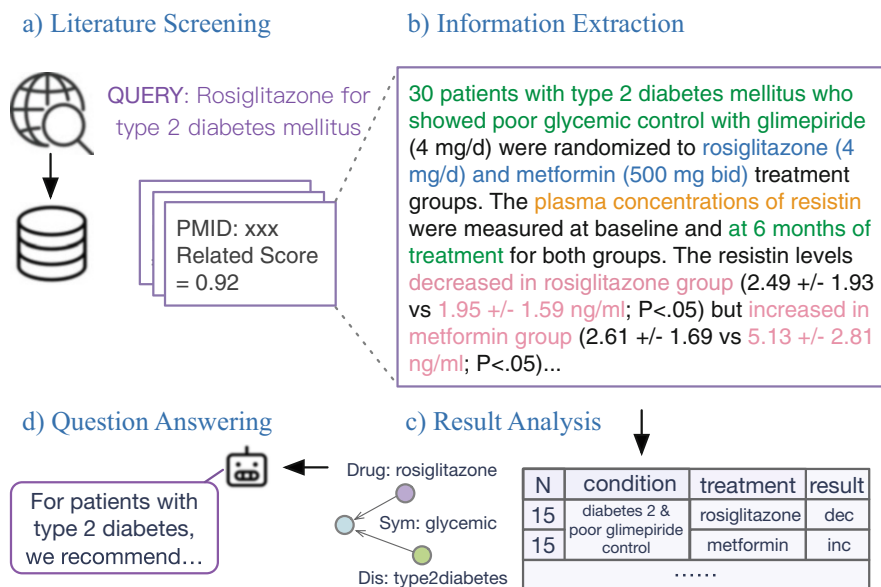 a) Literature Screening
QUERY: Rosiglitazone for
type 2 diabetes mellitus
PMID: xxx
Related Score
= 0.92
b) Information Extraction
30 patients with type 2 diabetes mellitus who
showed poor glycemic control with glimepiride
(4 mg/d) were randomized to rosiglitazone (4
mg/d) and metformin (500 mg bid) treatment
groups. The plasma concentrations of resistin
were measured at baseline and at 6 months of
treatment for both groups. The resistin levels
decreased in rosiglitazone group (2.49 +/- 1.93
vs 1.95 +/- 1.59 ng/ml; P<.05) but increased in
metformin group (2.61 +/- 1.69 vs 5.13 +/- 2.81
ng/ml; P<.05)...
c) Result Analysis
N condition treatment result
15 diabetes 2 & poor glimepiride control rosiglitazone dec
15 metformin inc
......
Drug: rosiglitazone
Sym: glycemic
Dis: type2diabetes
d) Question Answering
For patients with
type 2 diabetes,
we recommend...